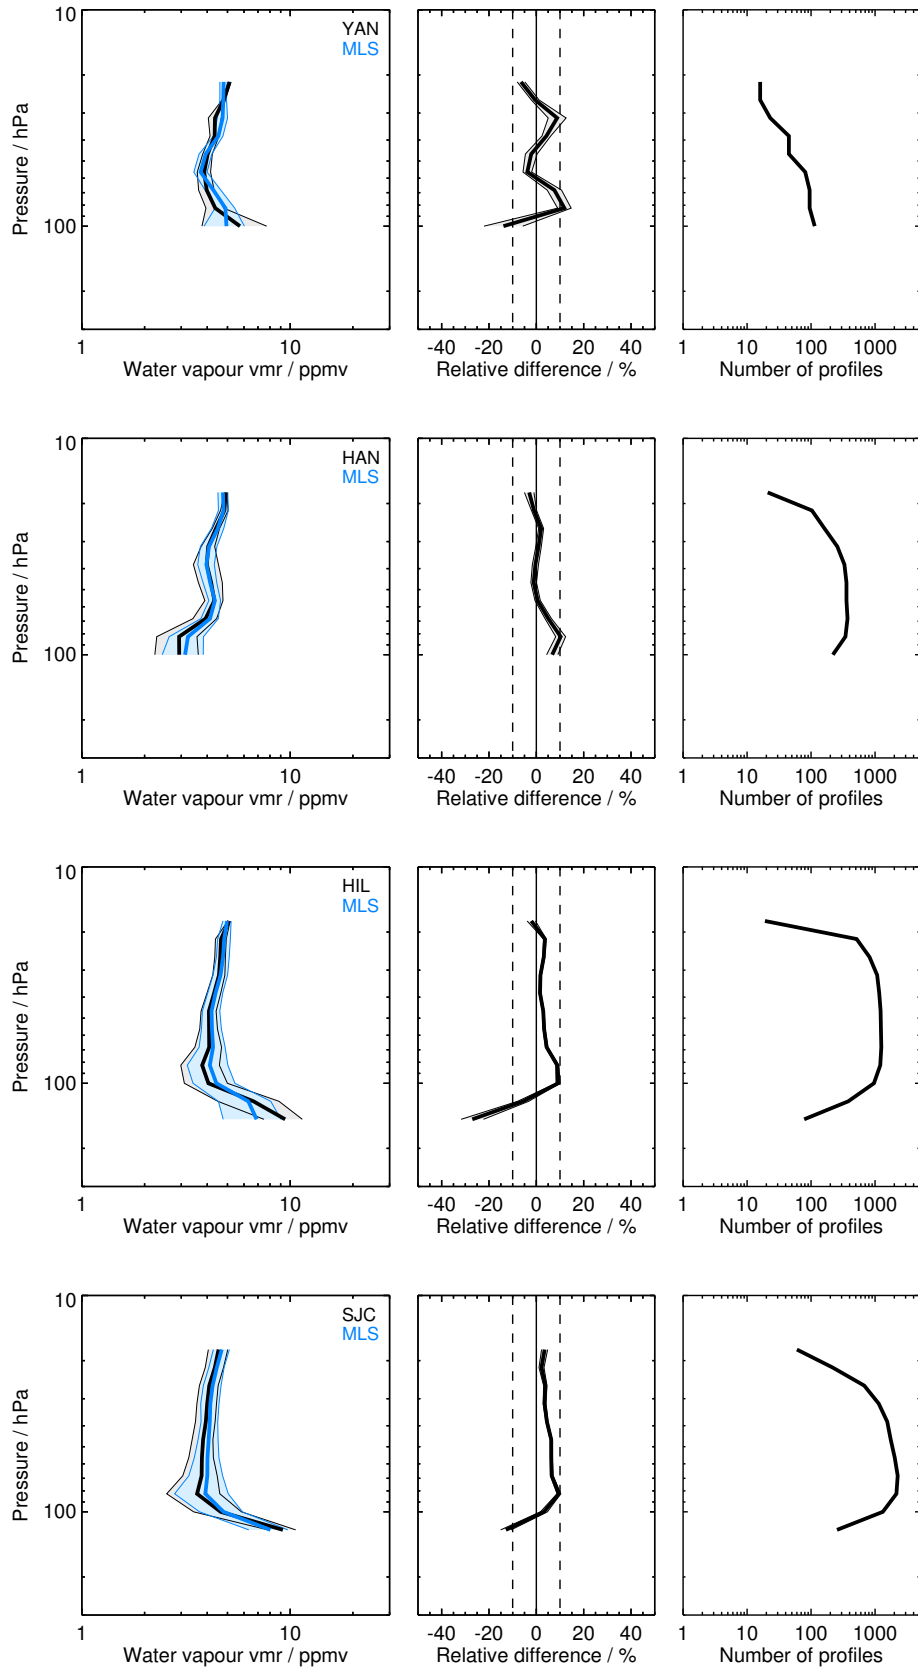 10
YAN
MLS
Pressure / hPa
100
1 10 -40 -20 0 20 40 1 10 100 1000
Water vapour vmr / ppmv Relative difference / % Number of profiles
10
HAN
MLS
Pressure / hPa
100
1 10 -40 -20 0 20 40 1 10 100 1000
Water vapour vmr / ppmv Relative difference / % Number of profiles
10
HIL
MLS
Pressure / hPa
100
1 10 -40 -20 0 20 40 1 10 100 1000
Water vapour vmr / ppmv Relative difference / % Number of profiles
10
SJC
MLS
Pressure / hPa
100
1 10 -40 -20 0 20 40 1 10 100 1000
Water vapour vmr / ppmv Relative difference / % Number of profiles